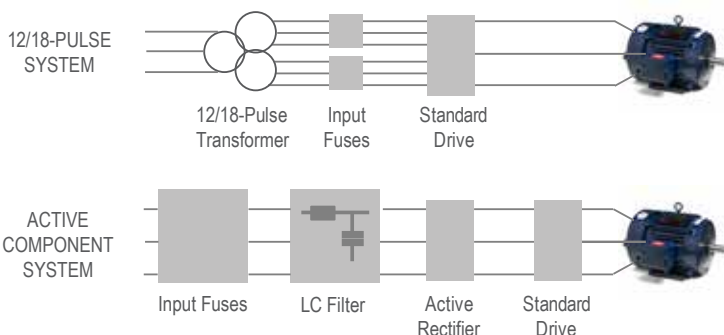 12/18-PULSE
SYSTEM
12/18-Pulse
Transformer
Input
Fuses
Standard
Drive
ACTIVE
COMPONENT
SYSTEM
Input Fuses
LC Filter
Active
Rectifier
Standard
Drive